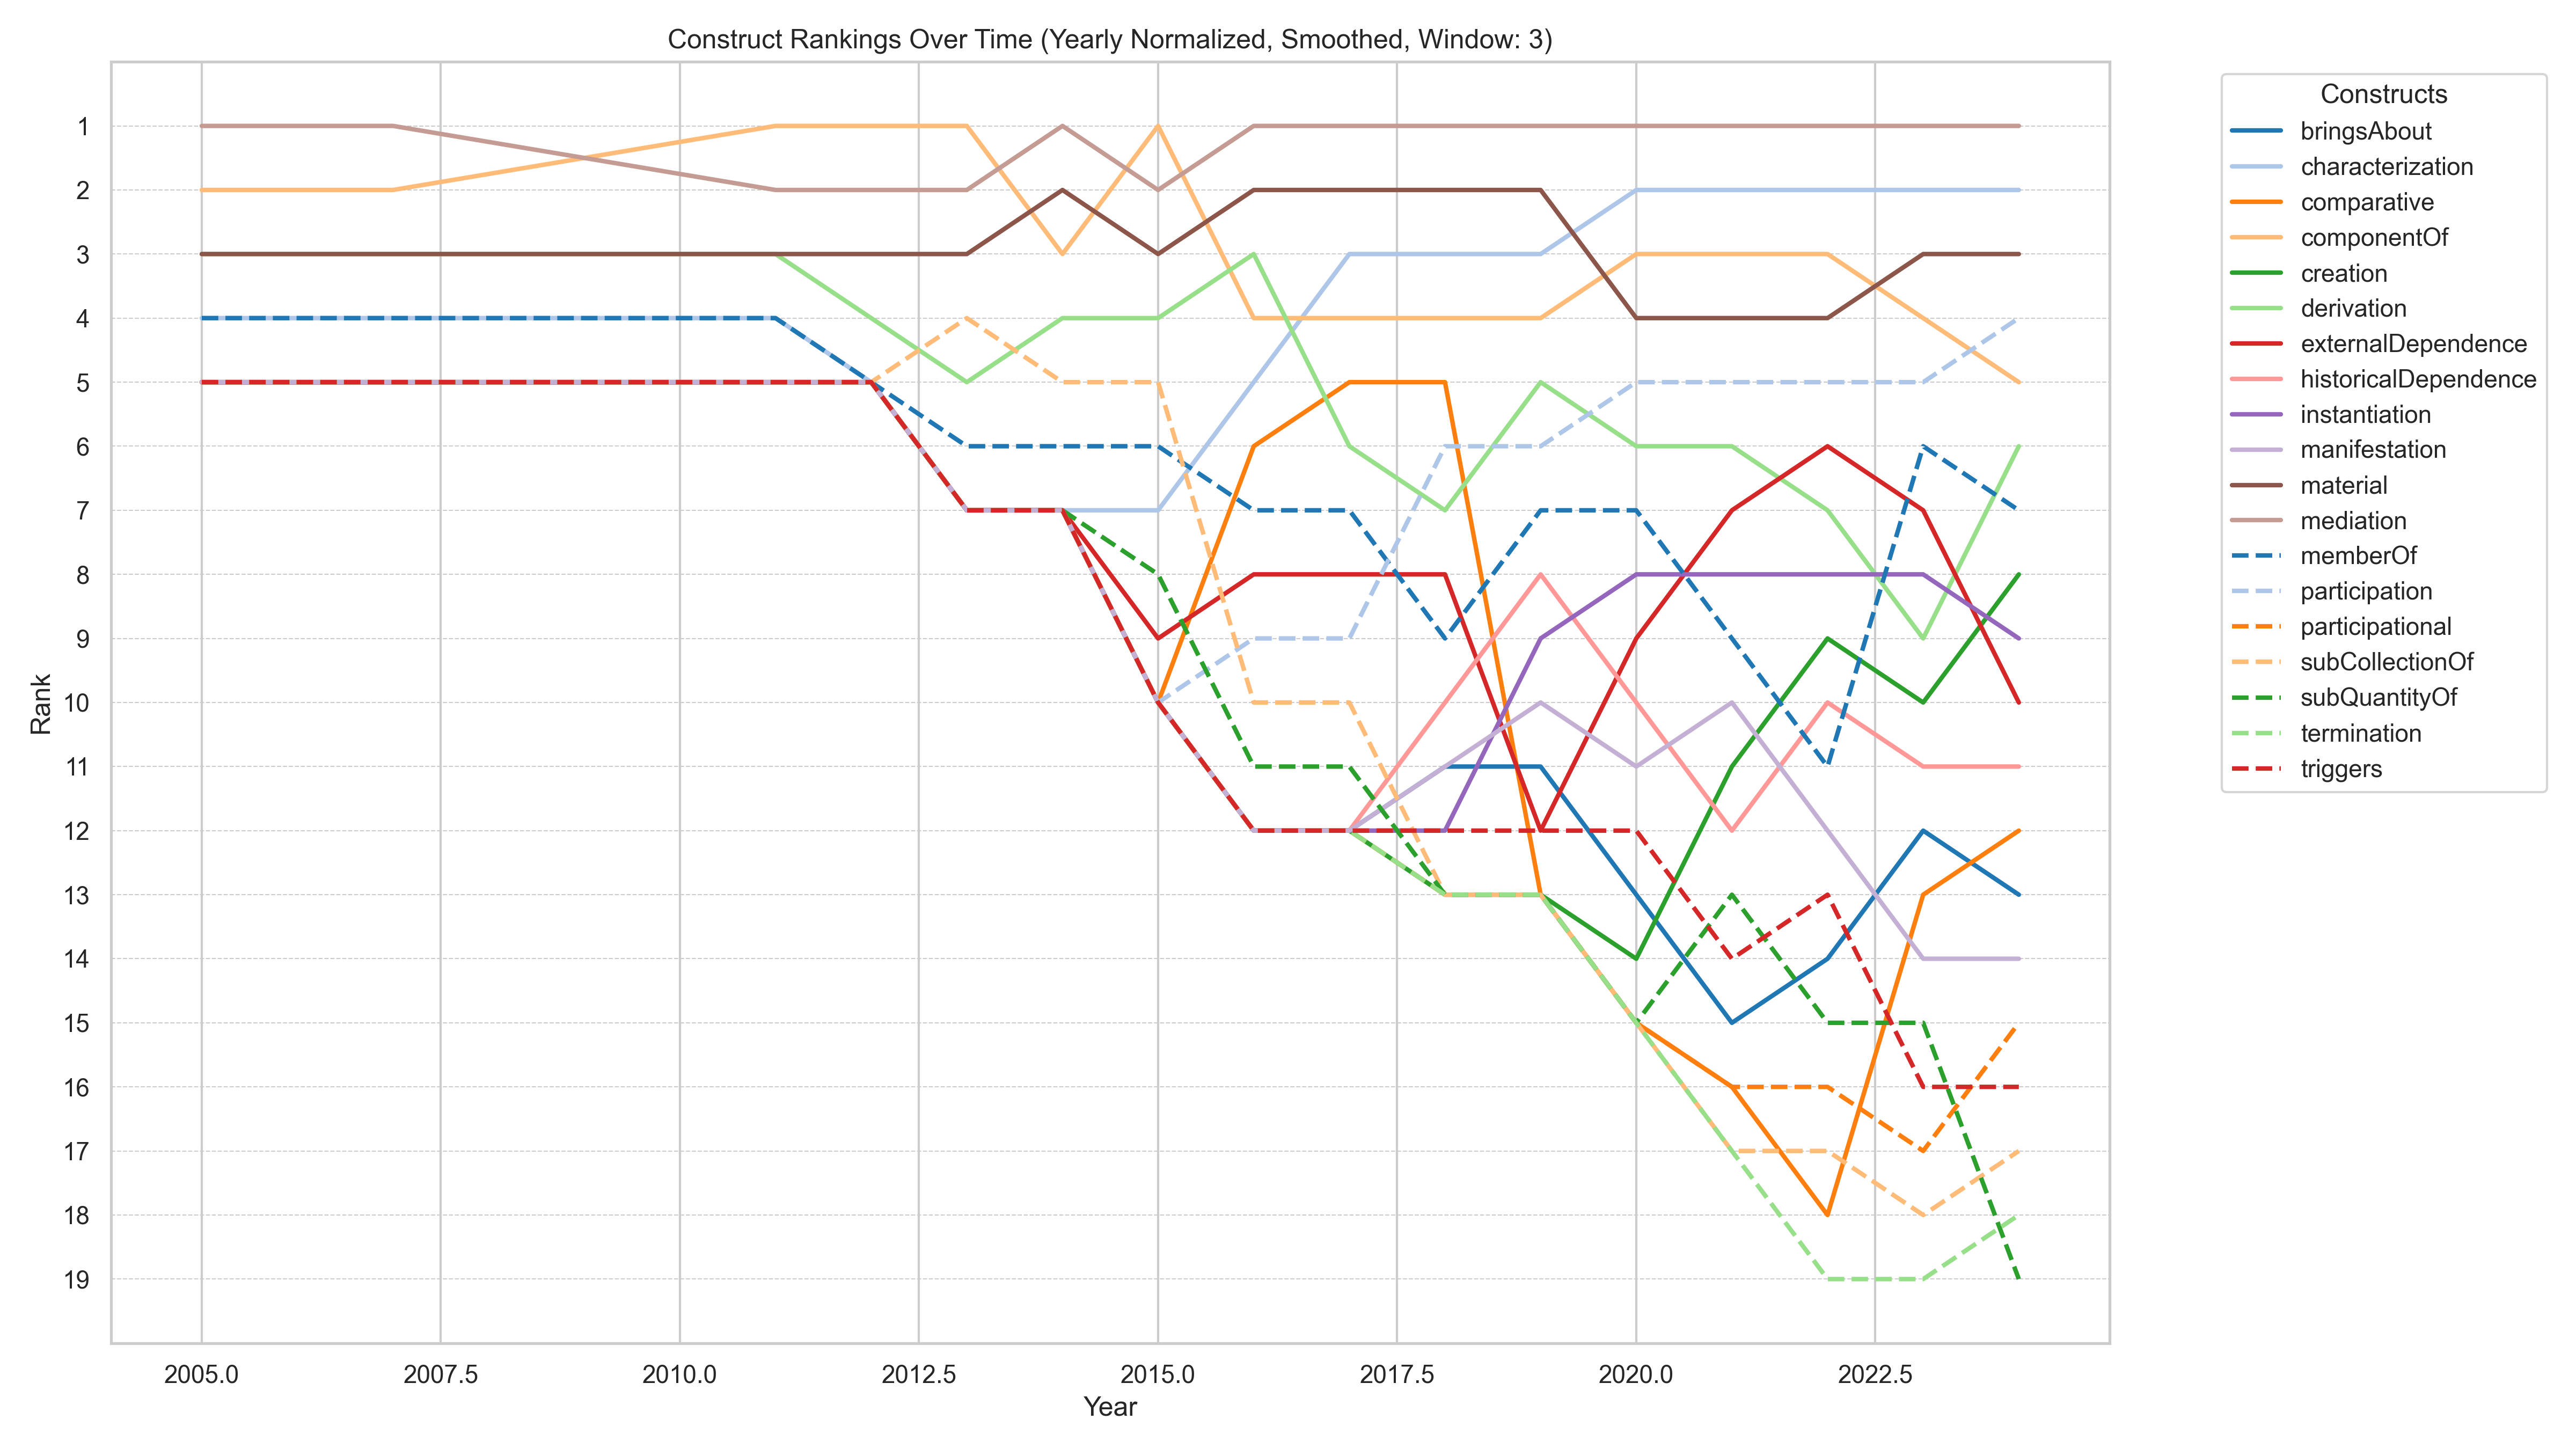 Construct Rankings Over Time (Yearly Normalized, Smoothed, Window: 3)
Rank
1
2
3
4
5
6
7
8
9
10
11
12
13
14
15
16
17
18
19
2005.0 2007.5 2010.0 2012.5 2015.0 2017.5 2020.0 2022.5
Year
Constructs
bringsAbout
characterization
comparative
componentOf
creation
derivation
externalDependence
historicalDependence
instantiation
manifestation
material
mediation
memberOf
participation
participational
subCollectionOf
subQuantityOf
termination
triggers